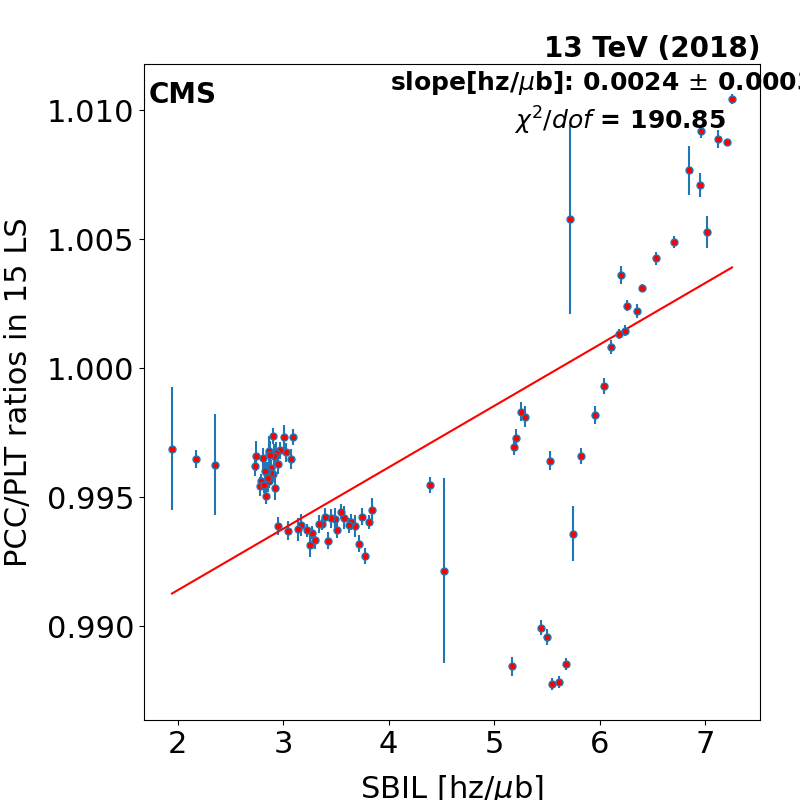 13 TeV (2018)
CMS
slope[hz/μb]: 0.0024 ± 0.0003
χ²/dof = 190.85
1.010
1.005
1.000
0.995
0.990
PCC/PLT ratios in 15 LS
2 3 4 5 6 7
SBIL [hz/μb]